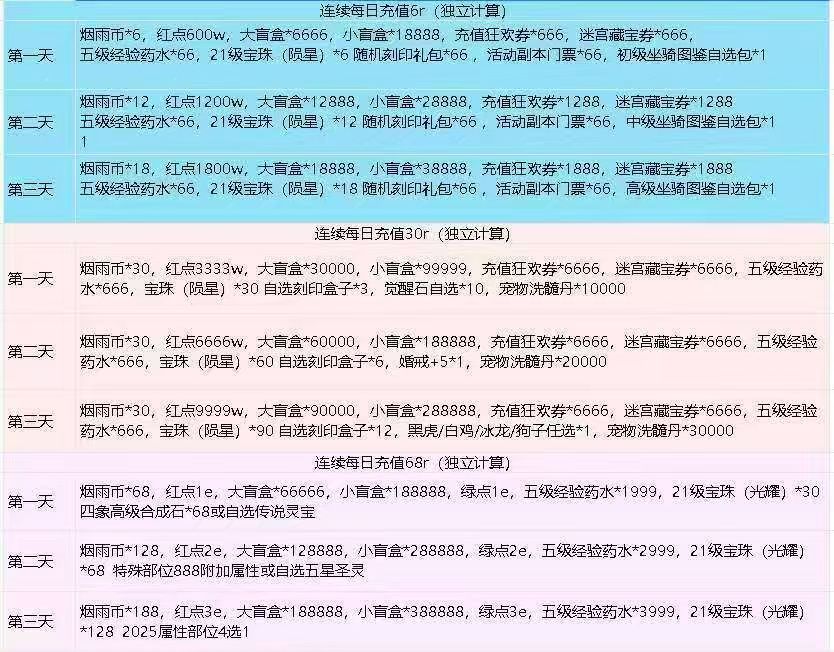 连续每日充值6r（独立计算）
第一天
烟雨币*6，红点600w，大盲盒*6666，小盲盒*18888，充值狂欢券*666，迷宫藏宝券*666，
五级经验药水*66，21级宝珠（陨星）*6 随机刻印礼包*66 ，活动副本门票*66，初级坐骑图鉴自选包*1
第二天
烟雨币*12，红点1200w，大盲盒*12888，小盲盒*28888，充值狂欢券*1288，迷宫藏宝券*1288
五级经验药水*66，21级宝珠（陨星）*12 随机刻印礼包*66 ，活动副本门票*66，中级坐骑图鉴自选包*1
1
第三天
烟雨币*18，红点1800w，大盲盒*18888，小盲盒*38888，充值狂欢券*1888，迷宫藏宝券*1888
五级经验药水*66，21级宝珠（陨星）*18 随机刻印礼包*66 ，活动副本门票*66，高级坐骑图鉴自选包*1
连续每日充值30r（独立计算）
第一天
烟雨币*30，红点3333w，大盲盒*30000，小盲盒*99999，充值狂欢券*6666，迷宫藏宝券*6666，五级经验药
水*666，宝珠（陨星）*30 自选刻印盒子*3，觉醒石自选*10，宠物洗髓丹*10000
第二天
烟雨币*30，红点6666w，大盲盒*60000，小盲盒*188888，充值狂欢券*6666，迷宫藏宝券*6666，五级经验
药水*666，宝珠（陨星）*60 自选刻印盒子*6，婚戒+5*1，宠物洗髓丹*20000
第三天
烟雨币*30，红点9999w，大盲盒*90000，小盲盒*288888，充值狂欢券*6666，迷宫藏宝券*6666，五级经验
药水*666，宝珠（陨星）*90 自选刻印盒子*12，黑虎/白鸡/冰龙/狗子任选*1，宠物洗髓丹*30000
连续每日充值68r（独立计算）
第一天
烟雨币*68，红点1e，大盲盒*66666，小盲盒*188888，绿点1e，五级经验药水*1999，21级宝珠（光耀）*30
四象高级合成石*68或自选传说灵宝
第二天
烟雨币*128，红点2e，大盲盒*128888，小盲盒*288888，绿点2e，五级经验药水*2999，21级宝珠（光耀）
*68 特殊部位888附加属性或自选五星圣灵
第三天
烟雨币*188，红点3e，大盲盒*188888，小盲盒*388888，绿点3e，五级经验药水*3999，21级宝珠（光耀）
*128 2025属性部位4选1